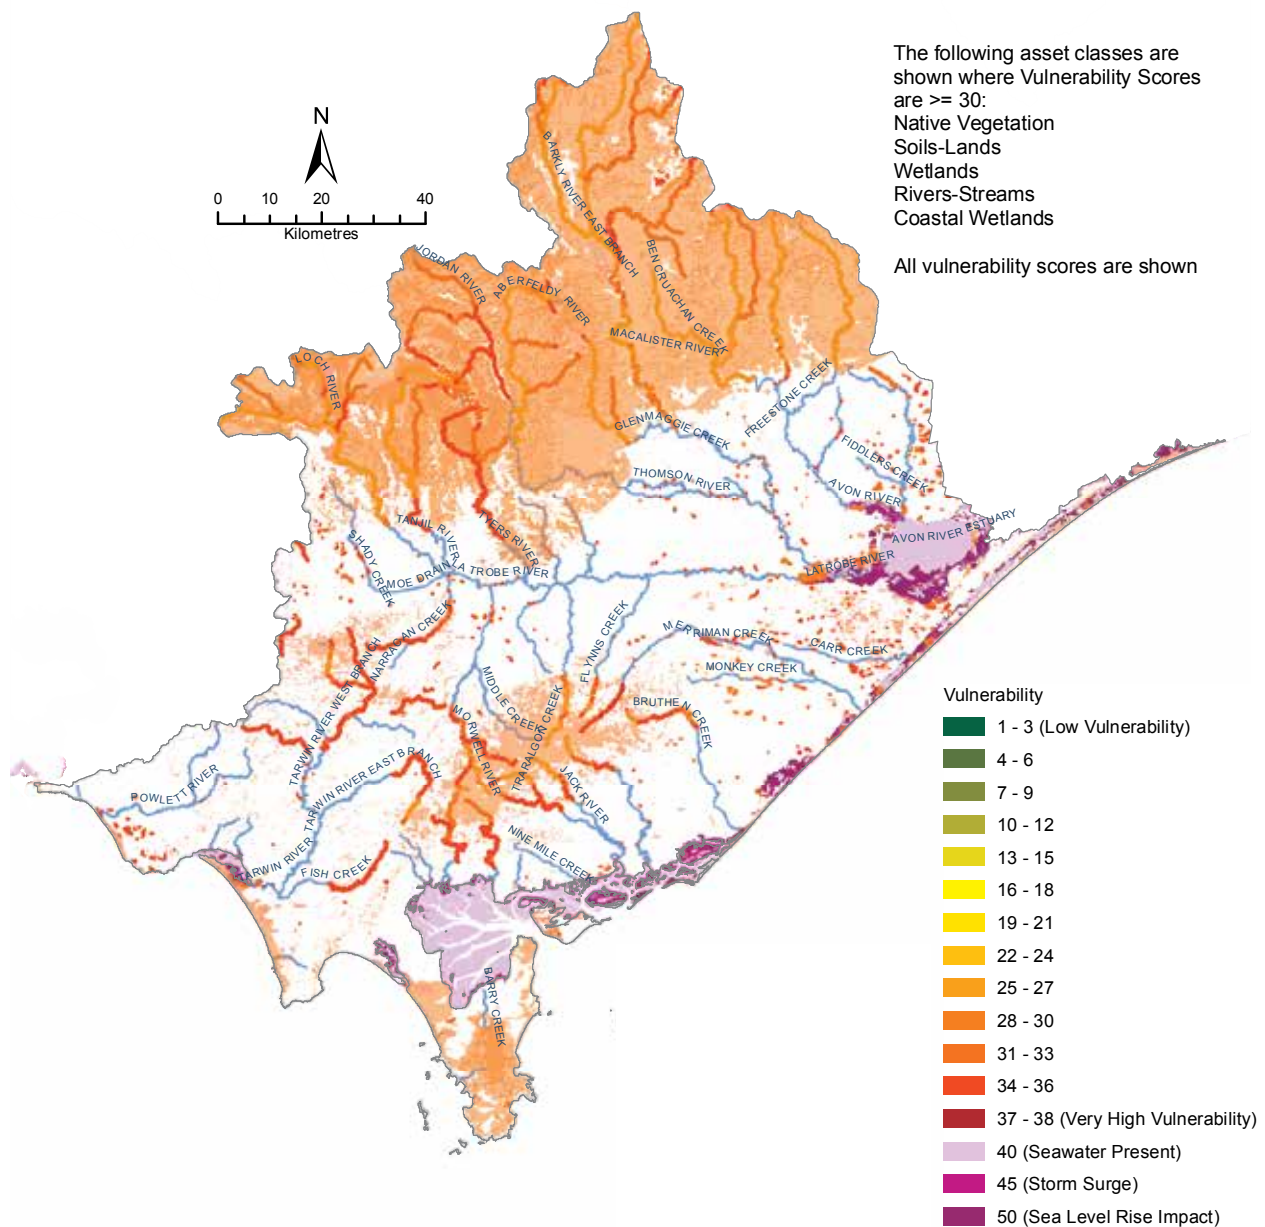 The following asset classes are
shown where Vulnerability Scores
are >= 30:
Native Vegetation
Soils-Lands
Wetlands
Rivers-Streams
Coastal Wetlands
All vulnerability scores are shown
N
0 10 20 40
Kilometres
BARKLY RIVER EAST BRANCH
BEN CRUACHAN CREEK
JORDAN RIVER
ABERFELDY RIVER
MACALISTER RIVER
LOCH RIVER
FREESTONE CREEK
GLENMAGGIE CREEK
FIDDLERS CREEK
THOMSON RIVER
AVON RIVER
AVON RIVER ESTUARY
TANJIL RIVER
TYERS RIVER
SHADY CREEK
MOE DRAIN
LA TROBE RIVER
LATROBE RIVER
NARRACAN CREEK
FLYNNS CREEK
MERRIMAN CREEK
CARR CREEK
MONKEY CREEK
TARWIN RIVER WEST BRANCH
MIDDLE CREEK
BRUTHEN CREEK
MORWELL RIVER
TRARALGON CREEK
POWLETT RIVER
TARWIN RIVER EAST BRANCH
JACK RIVER
NINE MILE CREEK
TARWIN RIVER
FISH CREEK
BARRY CREEK
Vulnerability
1 - 3 (Low Vulnerability)
4 - 6
7 - 9
10 - 12
13 - 15
16 - 18
19 - 21
22 - 24
25 - 27
28 - 30
31 - 33
34 - 36
37 - 38 (Very High Vulnerability)
40 (Seawater Present)
45 (Storm Surge)
50 (Sea Level Rise Impact)